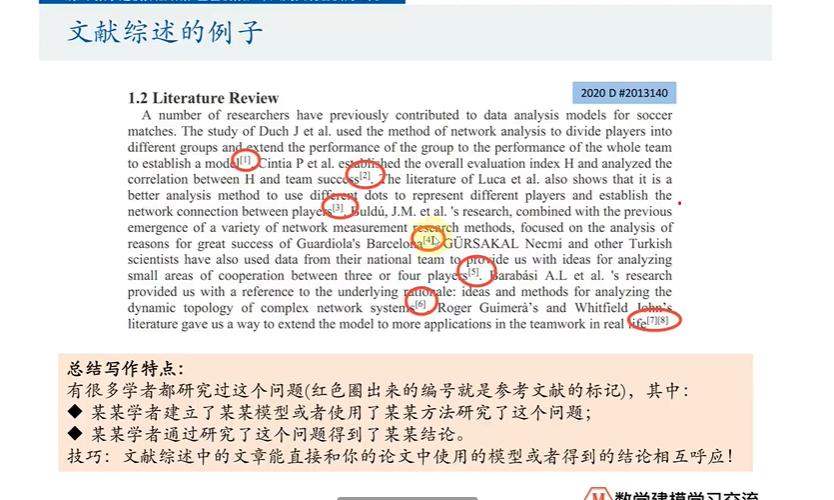 文献综述的例子
2020 D #2013140
1.2 Literature Review
A number of researchers have previously contributed to data analysis models for soccer
matches. The study of Duch J et al. used the method of network analysis to divide players into
different groups and extend the performance of the group to the performance of the whole team
to establish a model[1]. Cintia P et al. established the overall evaluation index H and analyzed the
correlation between H and team success[2]. The literature of Luca et al. also shows that it is a
better analysis method to use different dots to represent different players and establish the
network connection between players[3]. Buldú, J.M. et al. 's research, combined with the previous
emergence of a variety of network measurement research methods, focused on the analysis of
reasons for great success of Guardiola's Barcelona[4]. GÜRSAKAL Necmi and other Turkish
scientists have also used data from their national team to provide us with ideas for analyzing
small areas of cooperation between three or four players[5]. Barabási A.L et al. 's research
provided us with a reference to the underlying rationale: ideas and methods for analyzing the
dynamic topology of complex network systems[6]. Roger Guimerà's and Whitfield John's
literature gave us a way to extend the model to more applications in the teamwork in real life[7][8]
总结写作特点：
有很多学者都研究过这个问题(红色圈出来的编号就是参考文献的标记)，其中：
◆ 某某学者建立了某某模型或者使用了某某方法研究了这个问题；
◆ 某某学者通过研究了这个问题得到了某某结论。
技巧：文献综述中的文章能直接和你的论文中使用的模型或者得到的结论相互呼应！
数学建模学习交流